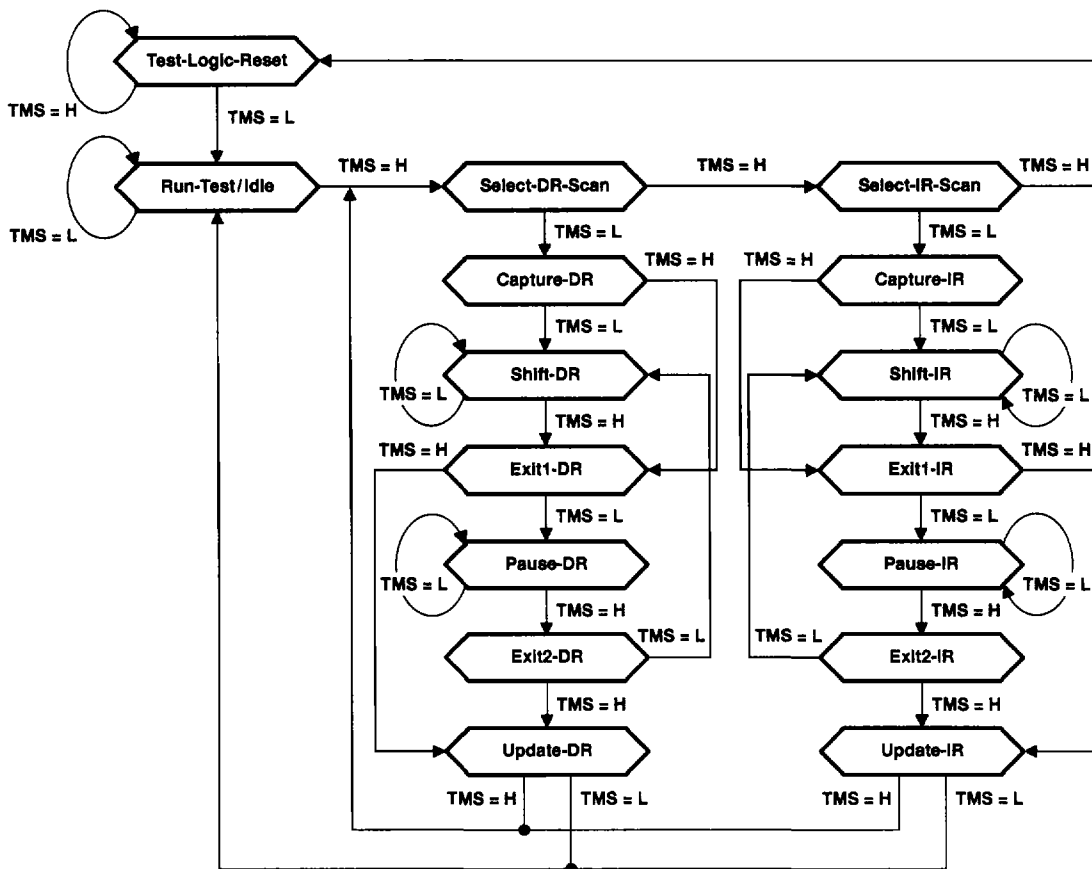 Test-Logic-Reset
TMS = H
TMS = L
Run-Test/Idle
TMS = H
Select-DR-Scan
TMS = H
Select-IR-Scan
TMS = H
TMS = L
TMS = L
TMS = L
Capture-DR
TMS = H
TMS = H
Capture-IR
TMS = L
TMS = L
Shift-DR
TMS = L
Shift-IR
TMS = L
TMS = H
TMS = H
TMS = H
Exit1-DR
Exit1-IR
TMS = H
TMS = L
TMS = L
Pause-DR
TMS = L
Pause-IR
TMS = L
TMS = H
TMS = H
Exit2-DR
TMS = L
TMS = L
Exit2-IR
TMS = H
TMS = H
Update-DR
Update-IR
TMS = H
TMS = L
TMS = H
TMS = L